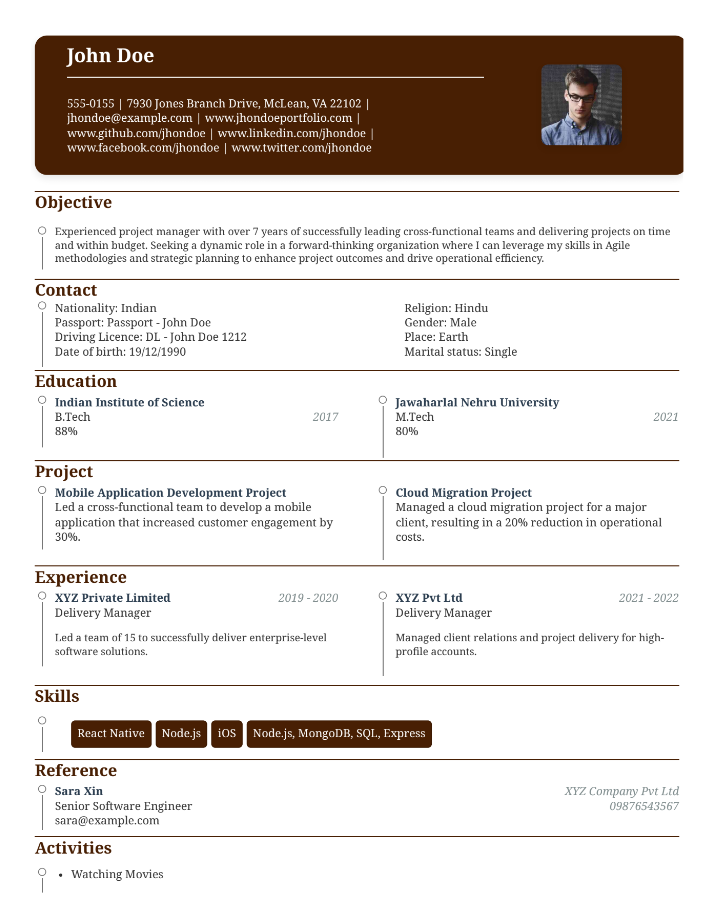 John Doe
555-0155 | 7930 Jones Branch Drive, McLean, VA 22102 |
jhondoe@example.com | www.jhondoeportfolio.com |
www.github.com/jhondoe | www.linkedin.com/jhondoe |
www.facebook.com/jhondoe | www.twitter.com/jhondoe
Objective
Experienced project manager with over 7 years of successfully leading cross-functional teams and delivering projects on time
and within budget. Seeking a dynamic role in a forward-thinking organization where I can leverage my skills in Agile
methodologies and strategic planning to enhance project outcomes and drive operational efficiency.
Contact
Nationality: Indian
Passport: Passport - John Doe
Driving Licence: DL - John Doe 1212
Date of birth: 19/12/1990
Religion: Hindu
Gender: Male
Place: Earth
Marital status: Single
Education
Indian Institute of Science
B.Tech 2017
88%
Jawaharlal Nehru University
M.Tech 2021
80%
Project
Mobile Application Development Project
Led a cross-functional team to develop a mobile
application that increased customer engagement by
30%.
Cloud Migration Project
Managed a cloud migration project for a major
client, resulting in a 20% reduction in operational
costs.
Experience
XYZ Private Limited 2019 - 2020
Delivery Manager
Led a team of 15 to successfully deliver enterprise-level
software solutions.
XYZ Pvt Ltd 2021 - 2022
Delivery Manager
Managed client relations and project delivery for high-
profile accounts.
Skills
React Native Node.js iOS Node.js, MongoDB, SQL, Express
Reference
Sara Xin XYZ Company Pvt Ltd
Senior Software Engineer 09876543567
sara@example.com
Activities
• Watching Movies